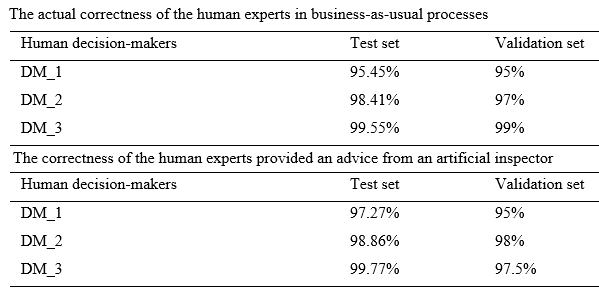 The actual correctness of the human experts in business-as-usual processes
Human decision-makers Test set Validation set
DM_1 95.45% 95%
DM_2 98.41% 97%
DM_3 99.55% 99%
The correctness of the human experts provided an advice from an artificial inspector
Human decision-makers Test set Validation set
DM_1 97.27% 95%
DM_2 98.86% 98%
DM_3 99.77% 97.5%